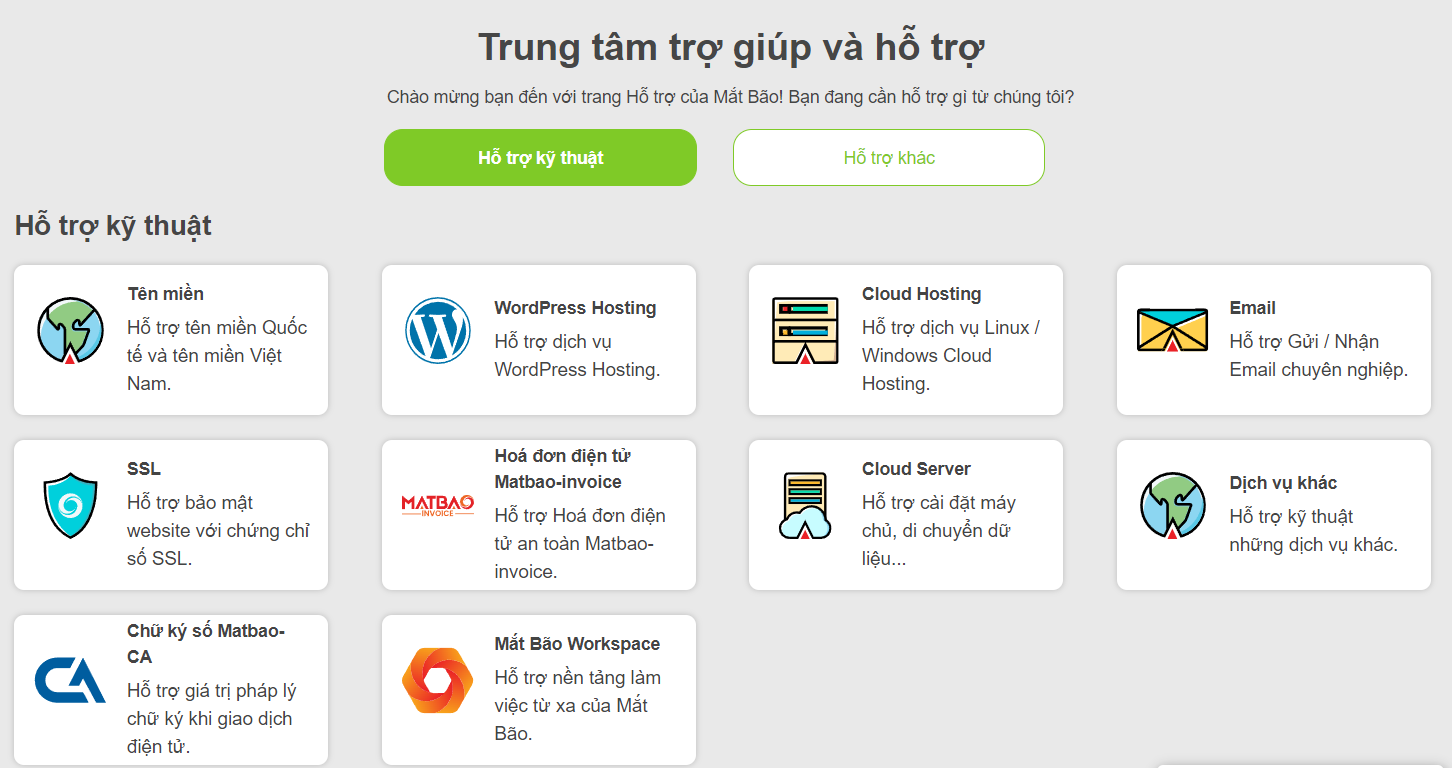 Trung tâm trợ giúp và hỗ trợ
Chào mừng bạn đến với trang Hỗ trợ của Mắt Bão! Bạn đang cần hỗ trợ gì từ chúng tôi?
Hỗ trợ kỹ thuật
Hỗ trợ khác
Hỗ trợ kỹ thuật
Tên miền
Hỗ trợ tên miền Quốc
tế và tên miền Việt
Nam.
WordPress Hosting
Hỗ trợ dịch vụ
WordPress Hosting.
Cloud Hosting
Hỗ trợ dịch vụ Linux /
Windows Cloud
Hosting.
Email
Hỗ trợ Gửi / Nhận
Email chuyên nghiệp.
SSL
Hỗ trợ bảo mật
website với chứng chỉ
số SSL.
MATBAO
INVOICE
Hoá đơn điện tử
Matbao-invoice
Hỗ trợ Hoá đơn điện
tử an toàn Matbao-
invoice.
Cloud Server
Hỗ trợ cài đặt máy
chủ, di chuyển dữ
liệu...
Dịch vụ khác
Hỗ trợ kỹ thuật
những dịch vụ khác.
CA
Chữ ký số Matbao-
CA
Hỗ trợ giá trị pháp lý
chữ ký khi giao dịch
điện tử.
Mắt Bão Workspace
Hỗ trợ nền tảng làm
việc từ xa của Mắt
Bão.